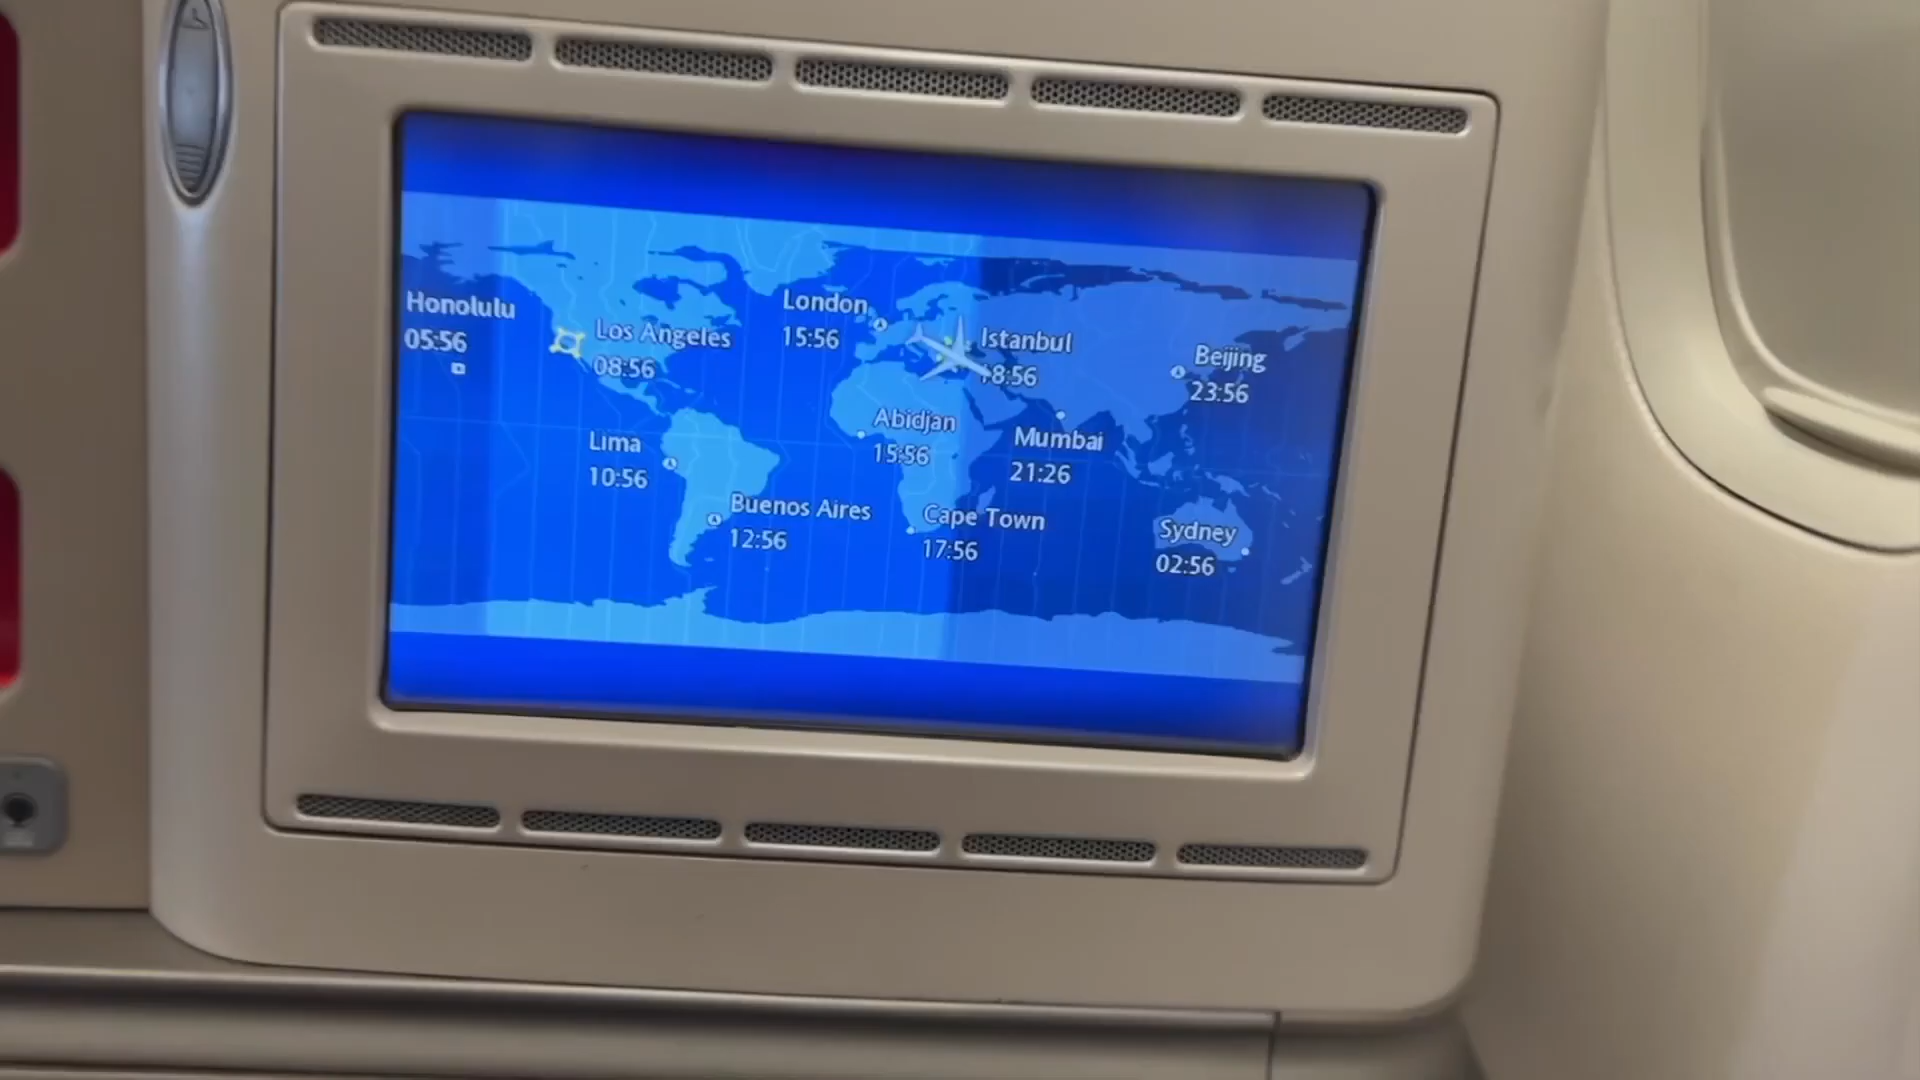 Honolulu
05:56
Los Angeles
08:56
London
15:56
Istanbul
18:56
Beijing
23:56
Abidjan
15:56
Mumbai
21:26
Lima
10:56
Buenos Aires
12:56
Cape Town
17:56
Sydney
02:56